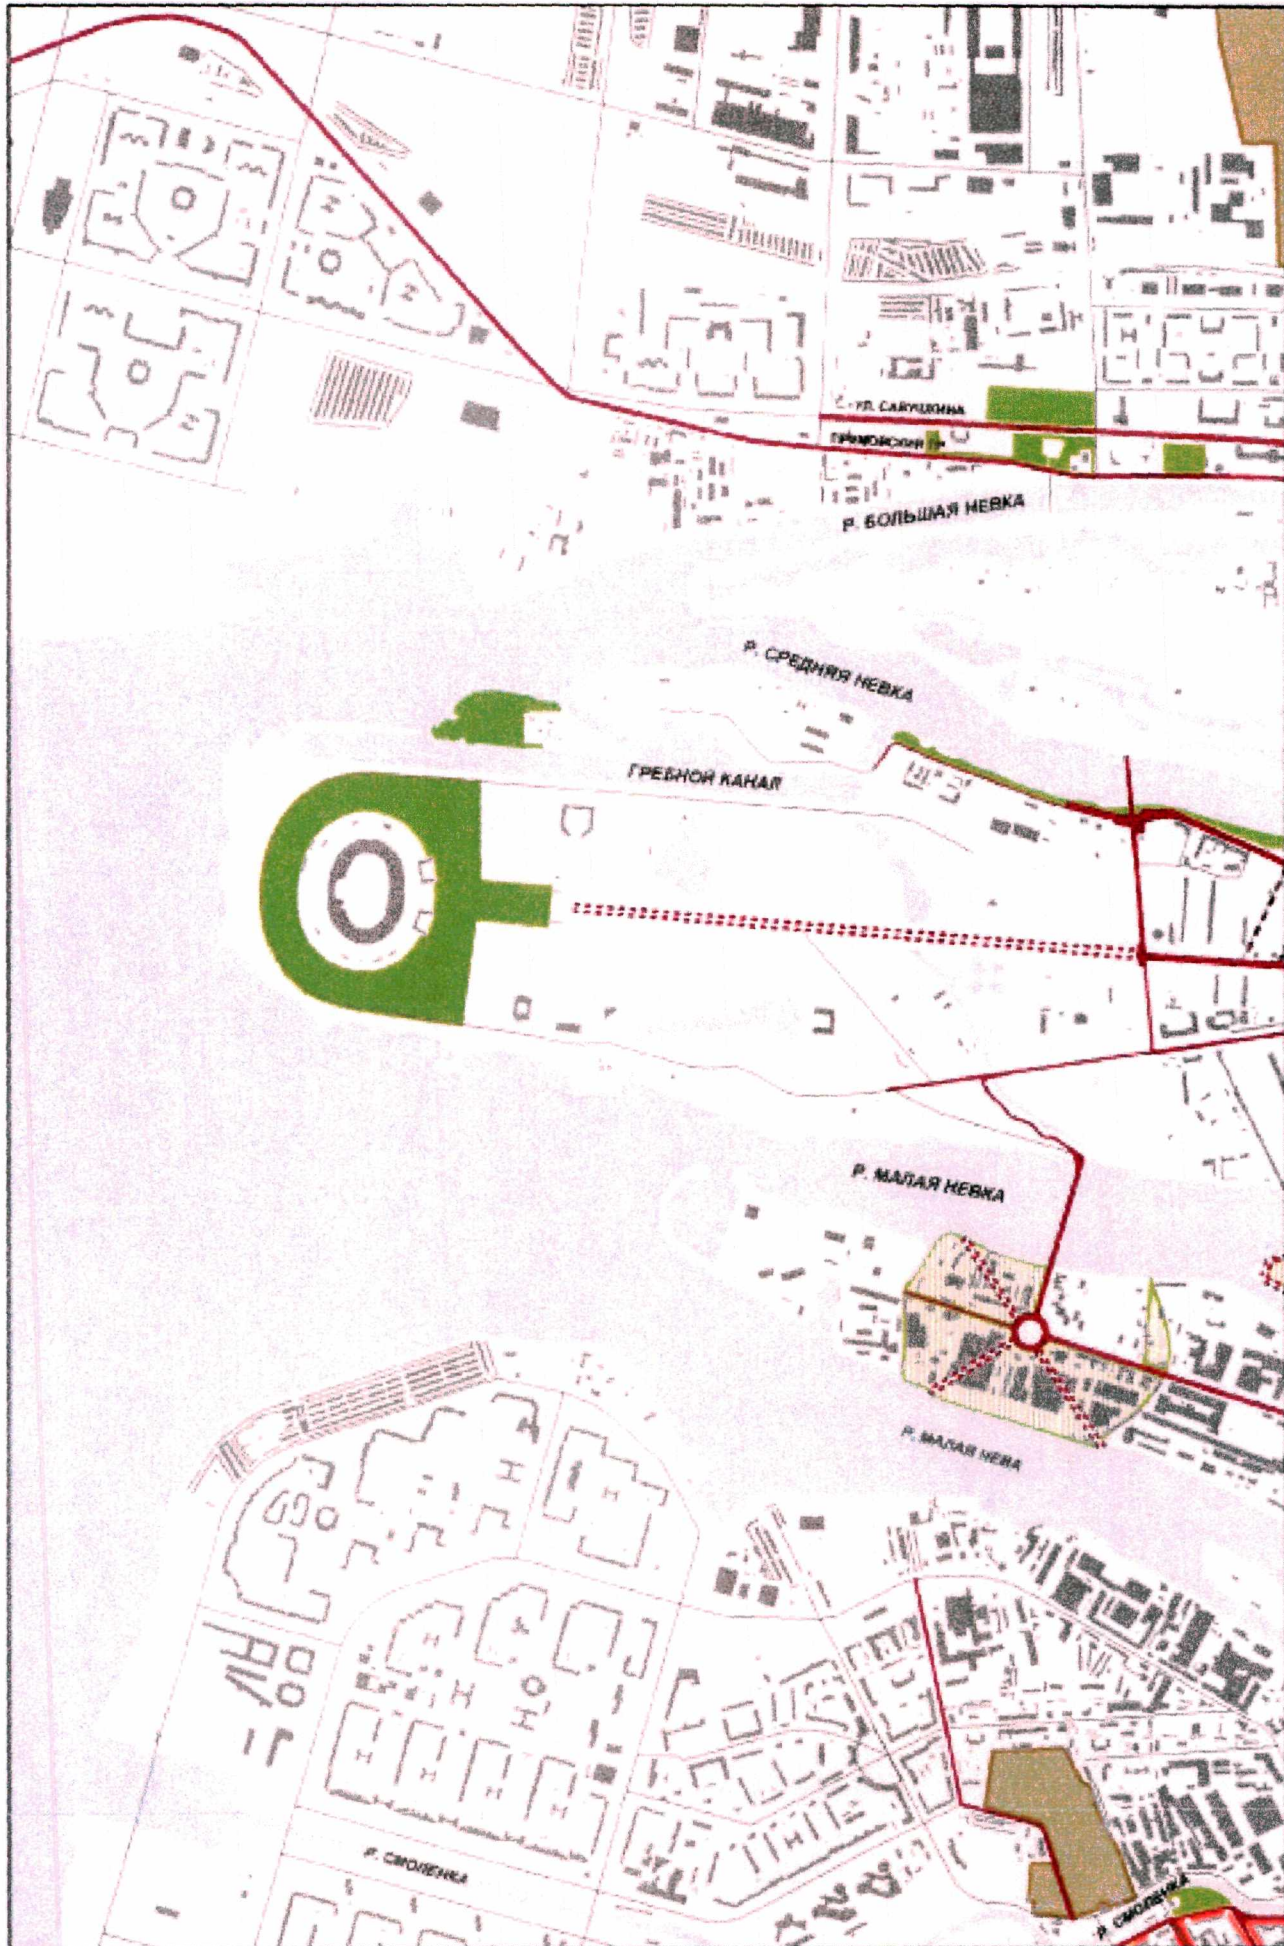 УЛ. САВУШКИНА
ПРИМОРСКИЙ ПР
Р. БОЛЬШАЯ НЕВКА
Р. СРЕДНЯЯ НЕВКА
ГРЕБНОЙ КАНАЛ
Р. МАЛАЯ НЕВКА
Р. МАЛАЯ НЕВА
Р. СМОЛЕНКА
Р. СМОЛЕНКА